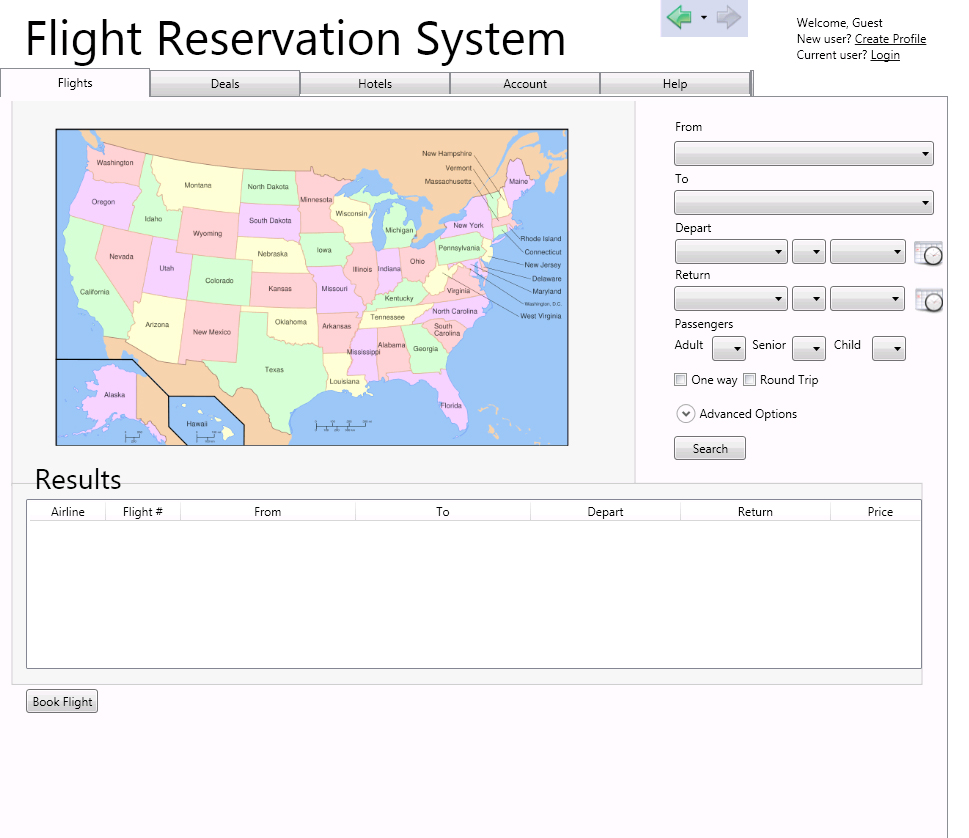 Flight Reservation System
Welcome, Guest
New user? Create Profile
Current user? Login
Flights Deals Hotels Account Help
From
To
Depart
Return
Passengers
Adult Senior Child
One way Round Trip
Advanced Options
Search
Washington
Oregon
California
Idaho
Nevada
Montana
Wyoming
Utah
Arizona
Colorado
New Mexico
North Dakota
South Dakota
Nebraska
Kansas
Oklahoma
Texas
Minnesota
Iowa
Missouri
Arkansas
Louisiana
Wisconsin
Illinois
Michigan
Indiana
Ohio
Kentucky
Tennessee
Mississippi
Alabama
Georgia
Florida
South
Carolina
North Carolina
Virginia
Pennsylvania
New York
Maine
New Hampshire
Vermont
Massachusetts
Rhode Island
Connecticut
New Jersey
Delaware
Maryland
Washington, D.C.
West Virginia
Alaska
Hawaii
Results
Airline Flight # From To Depart Return Price
Book Flight